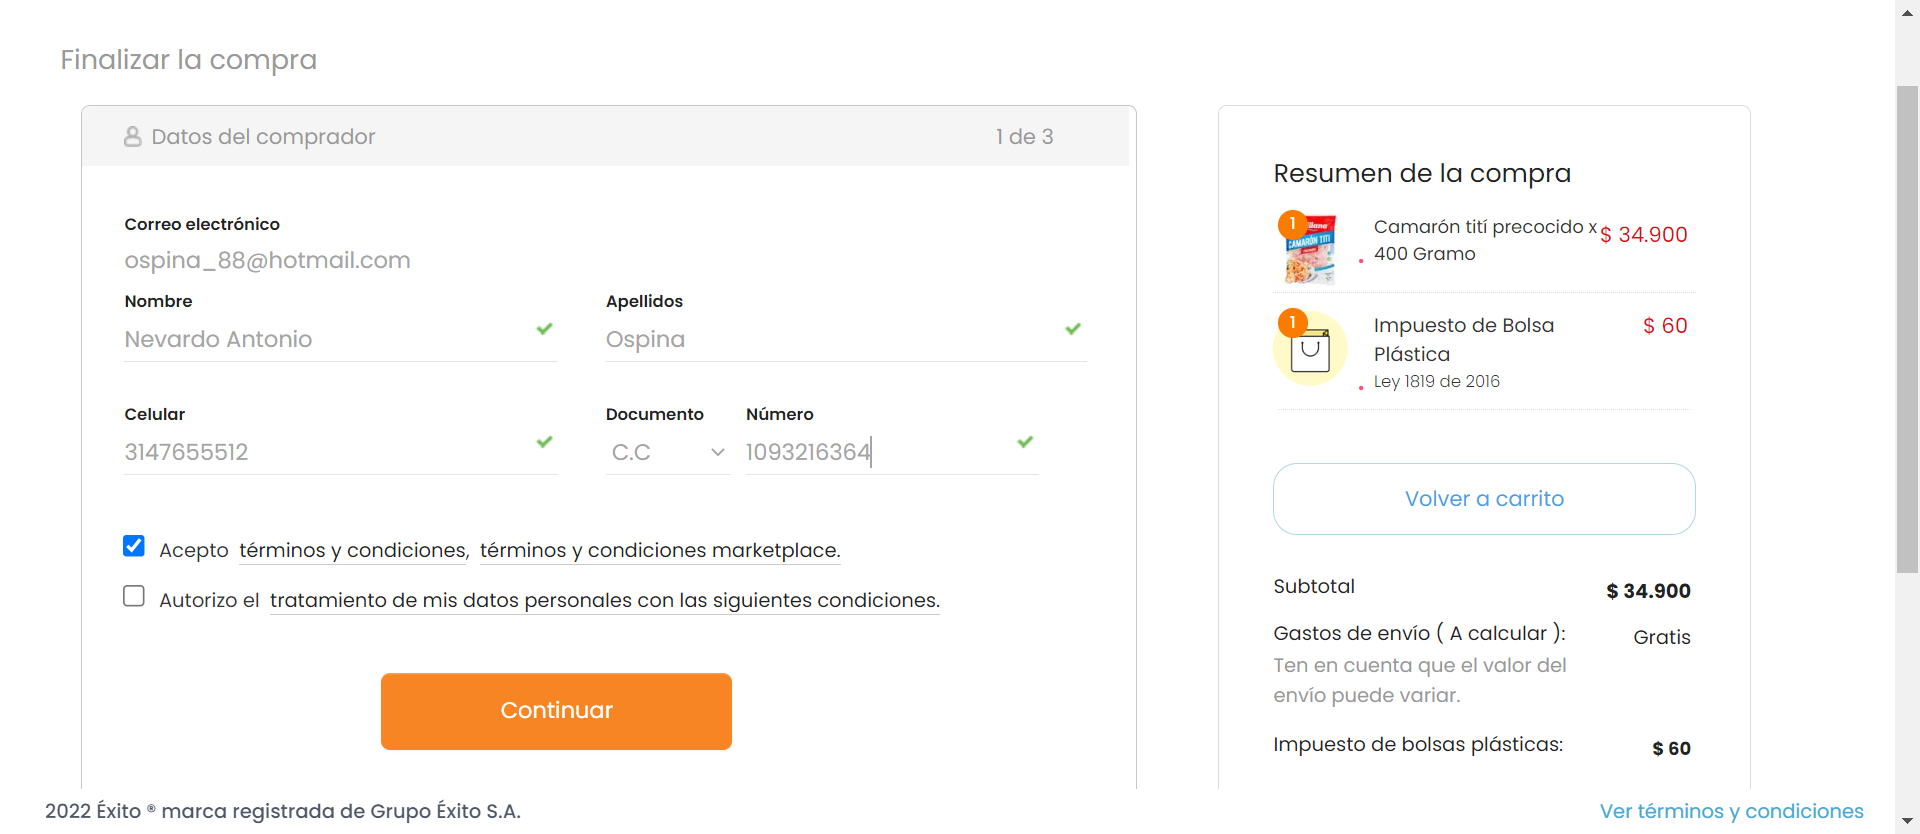 Finalizar la compra
Datos del comprador
1 de 3
Correo electrónico
ospina_88@hotmail.com
Nombre
Nevardo Antonio
Apellidos
Ospina
Celular
3147655512
Documento
C.C
Número
1093216364
Acepto términos y condiciones, términos y condiciones marketplace.
Autorizo el tratamiento de mis datos personales con las siguientes condiciones.
Continuar
Resumen de la compra
1
CAMARÓN TITI
Camarón tití precocido x
400 Gramo
$ 34.900
1
Impuesto de Bolsa
Plástica
Ley 1819 de 2016
$ 60
Volver a carrito
Subtotal
$ 34.900
Gastos de envío ( A calcular ):
Gratis
Ten en cuenta que el valor del
envío puede variar.
Impuesto de bolsas plásticas:
$ 60
2022 Éxito ® marca registrada de Grupo Éxito S.A.
Ver términos y condiciones